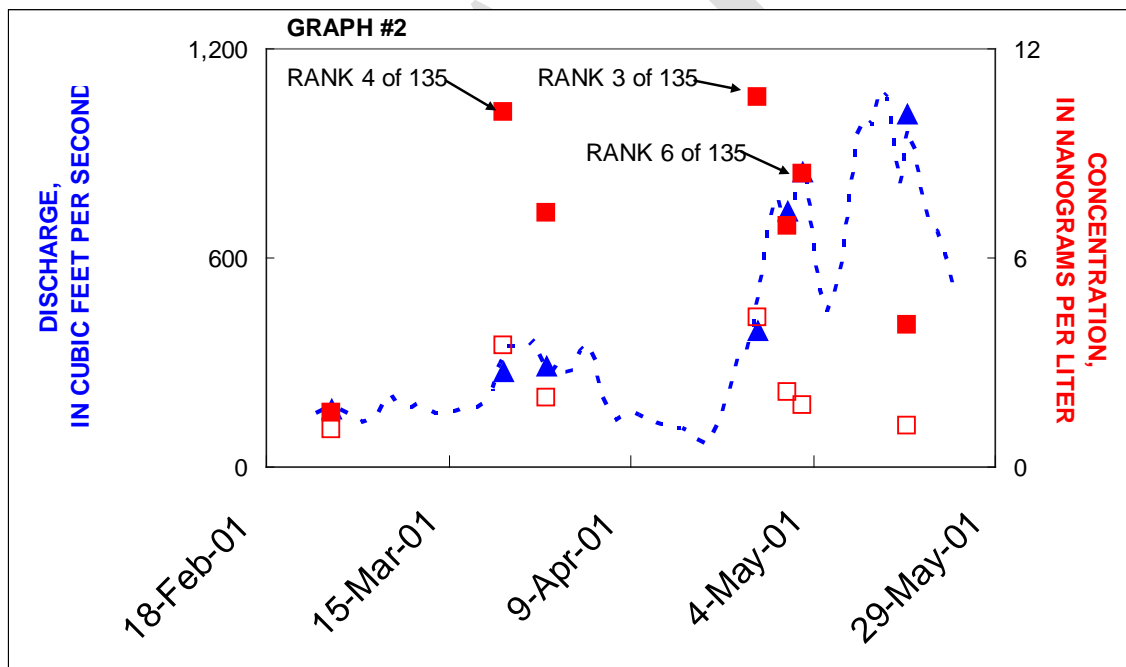 GRAPH #2
1,200
12
RANK 4 of 135
RANK 3 of 135
RANK 6 of 135
DISCHARGE,
IN CUBIC FEET PER SECOND
CONCENTRATION,
IN NANOGRAMS PER LITER
600
6
0
0
18-Feb-01
15-Mar-01
9-Apr-01
4-May-01
29-May-01